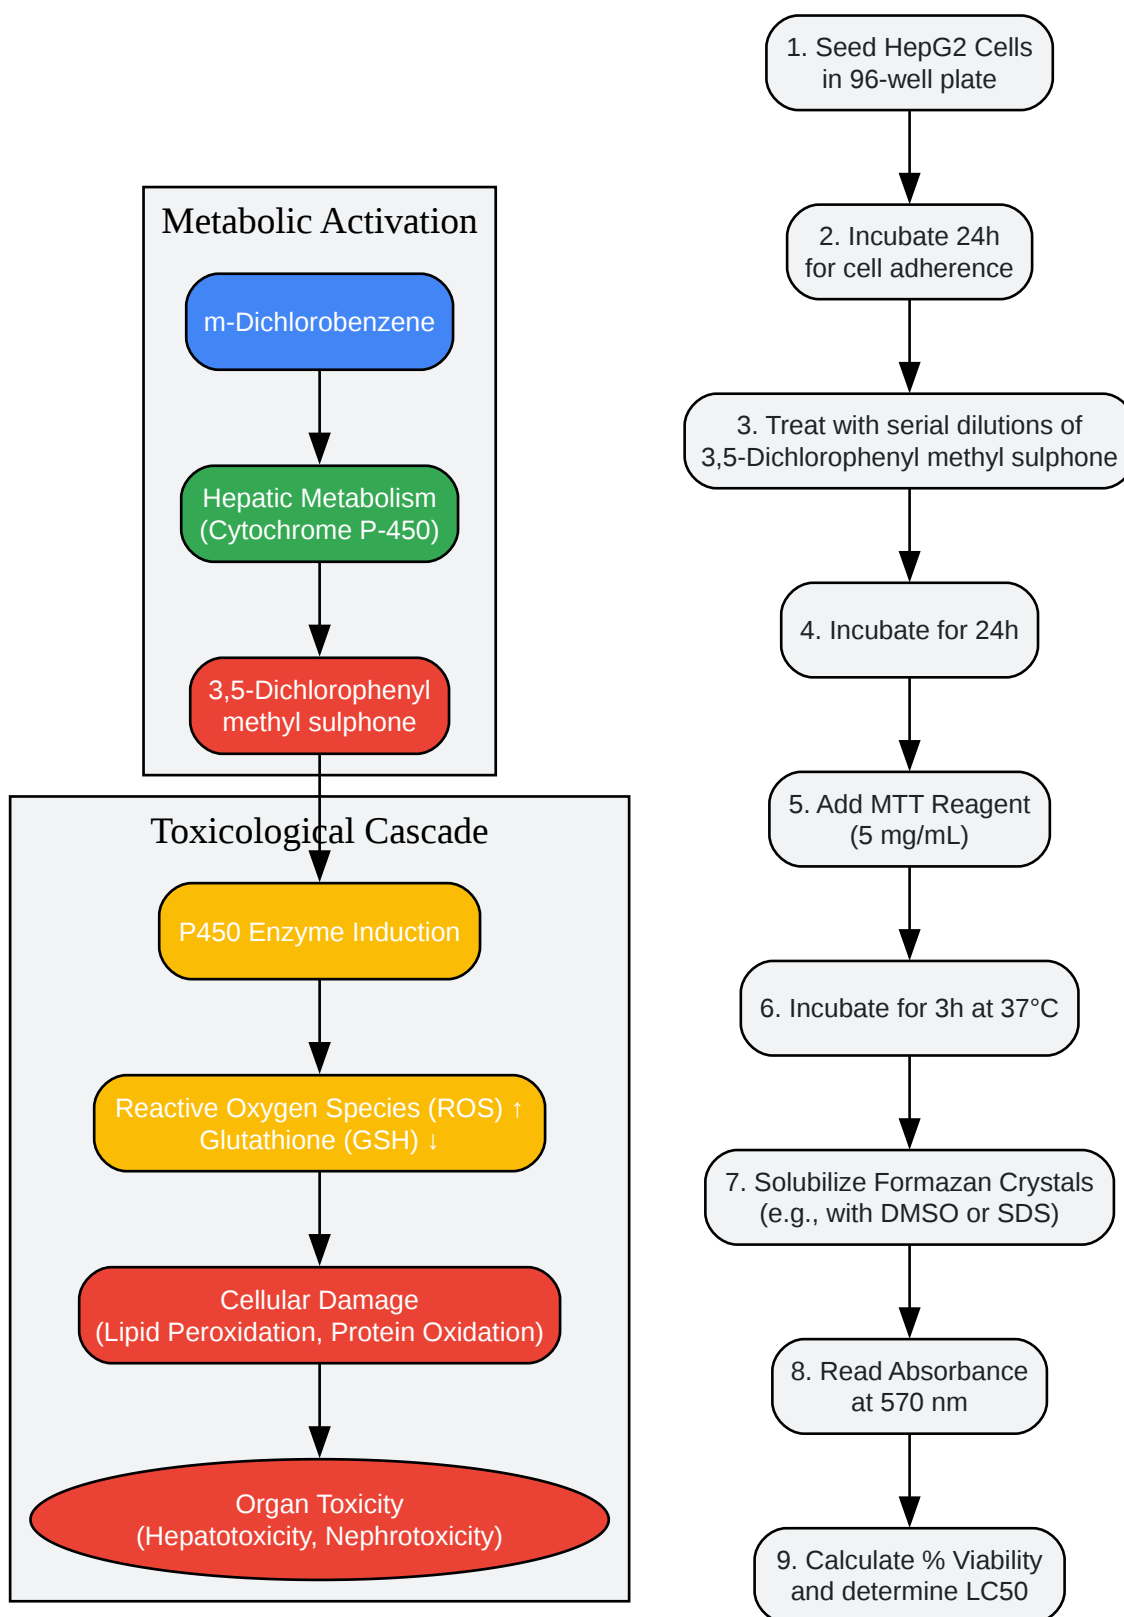 Metabolic Activation
m-Dichlorobenzene
Hepatic Metabolism
(Cytochrome P-450)
3,5-Dichlorophenyl
methyl sulphone
Toxicological Cascade
P450 Enzyme Induction
Reactive Oxygen Species (ROS) ↑
Glutathione (GSH) ↓
Cellular Damage
(Lipid Peroxidation, Protein Oxidation)
Organ Toxicity
(Hepatotoxicity, Nephrotoxicity)
1. Seed HepG2 Cells
in 96-well plate
2. Incubate 24h
for cell adherence
3. Treat with serial dilutions of
3,5-Dichlorophenyl methyl sulphone
4. Incubate for 24h
5. Add MTT Reagent
(5 mg/mL)
6. Incubate for 3h at 37°C
7. Solubilize Formazan Crystals
(e.g., with DMSO or SDS)
8. Read Absorbance
at 570 nm
9. Calculate % Viability
and determine LC50